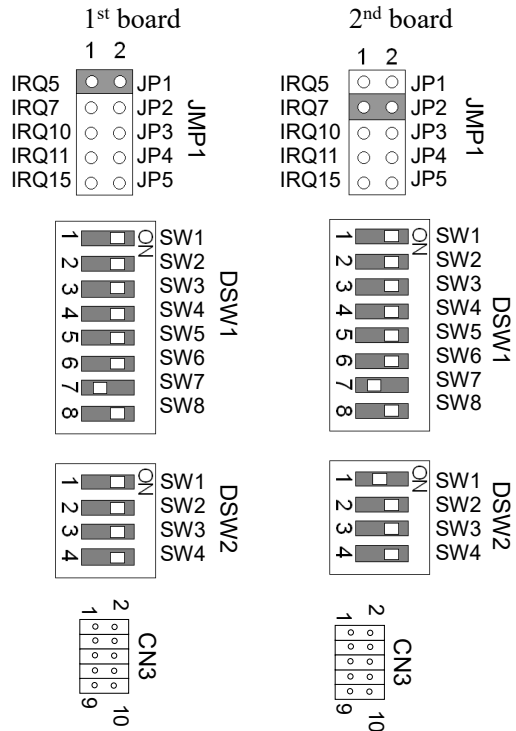 1st board 2nd board
1 2 1 2
IRQ5 JP1 IRQ5 JP1
IRQ7 JP2 IRQ7 JP2
IRQ10 JP3 IRQ10 JP3
IRQ11 JP4 IRQ11 JP4
IRQ15 JP5 IRQ15 JP5
JMP1 JMP1
1 ON SW1 1 ON SW1
2 SW2 2 SW2
3 SW3 3 SW3
4 SW4 4 SW4
5 SW5 5 SW5
6 SW6 6 SW6
7 SW7 7 SW7
8 SW8 8 SW8
DSW1 DSW1
1 ON SW1 1 ON SW1
2 SW2 2 SW2
3 SW3 3 SW3
4 SW4 4 SW4
DSW2 DSW2
1 2 1 2
CN3 CN3
9 10 9 10